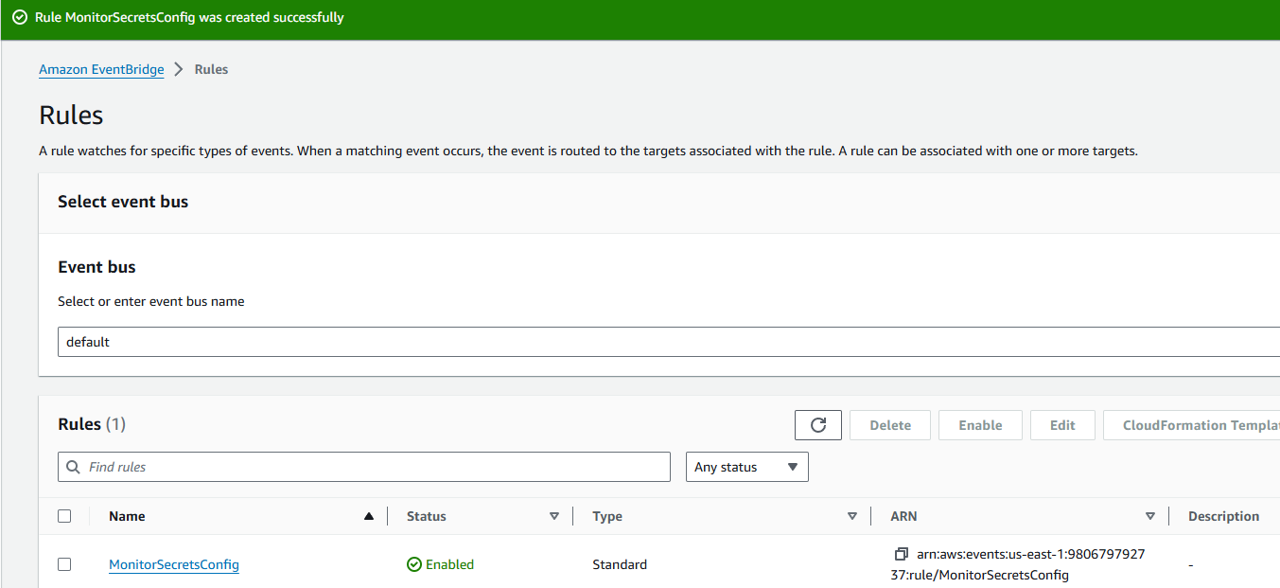 Rule MonitorSecretsConfig was created successfully
Amazon EventBridge > Rules
Rules
A rule watches for specific types of events. When a matching event occurs, the event is routed to the targets associated with the rule. A rule can be associated with one or more targets.
Select event bus
Event bus
Select or enter event bus name
default
Rules (1)
Delete Enable Edit CloudFormation Templat
Find rules Any status
Name Status Type ARN Description
MonitorSecretsConfig Enabled Standard arn:aws:events:us-east-1:9806797927
37:rule/MonitorSecretsConfig -